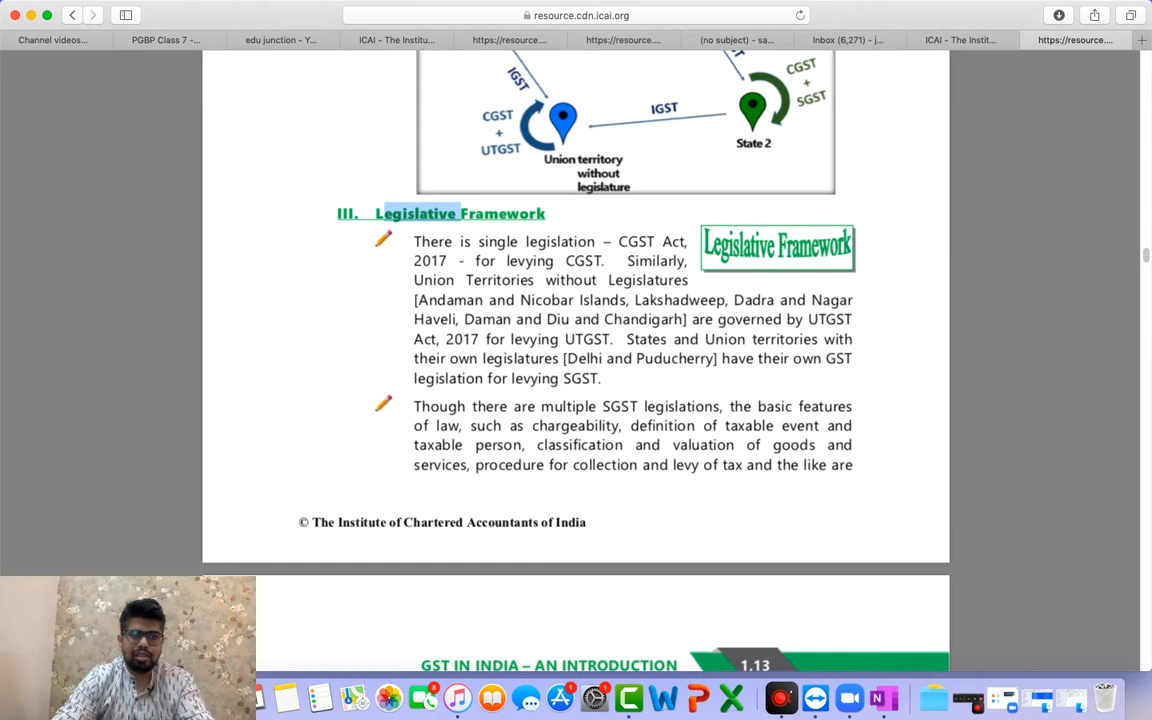 resource.cdn.icai.org
Channel videos...
PGBP Class 7 -...
edu junction - Y...
ICAI - The Institu...
https://resource....
https://resource....
(no subject) - sa...
Inbox (6,271) - j...
ICAI - The Instit...
https://resource....
IGST
CGST
+
UTGST
IGST
CGST
+
SGST
State 2
Union territory
without
legislature
III. Legislative Framework
Legislative Framework
There is single legislation – CGST Act,
2017 - for levying CGST. Similarly,
Union Territories without Legislatures
[Andaman and Nicobar Islands, Lakshadweep, Dadra and Nagar
Haveli, Daman and Diu and Chandigarh] are governed by UTGST
Act, 2017 for levying UTGST. States and Union territories with
their own legislatures [Delhi and Puducherry] have their own GST
legislation for levying SGST.
Though there are multiple SGST legislations, the basic features
of law, such as chargeability, definition of taxable event and
taxable person, classification and valuation of goods and
services, procedure for collection and levy of tax and the like are
© The Institute of Chartered Accountants of India
GST IN INDIA – AN INTRODUCTION 1.13
8
1
1